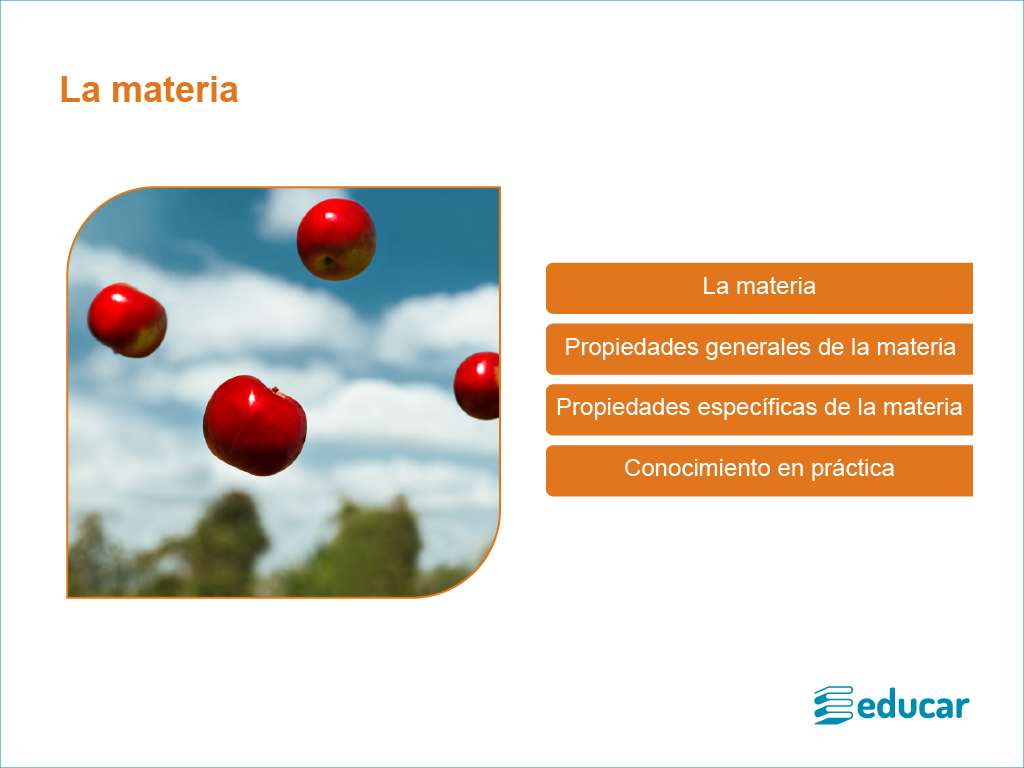 La materia
La materia
Propiedades generales de la materia
Propiedades específicas de la materia
Conocimiento en práctica
educar